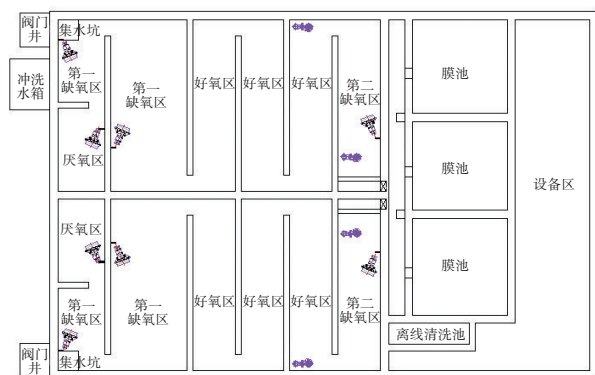 阀门
井
集水坑
冲洗
水箱
第一
缺氧区
第一
缺氧区
好氧区
好氧区
好氧区
第二
缺氧区
膜池
厌氧区
膜池
设备区
厌氧区
膜池
第一
缺氧区
第一
缺氧区
好氧区
好氧区
好氧区
第二
缺氧区
离线清洗池
阀门
井
集水坑